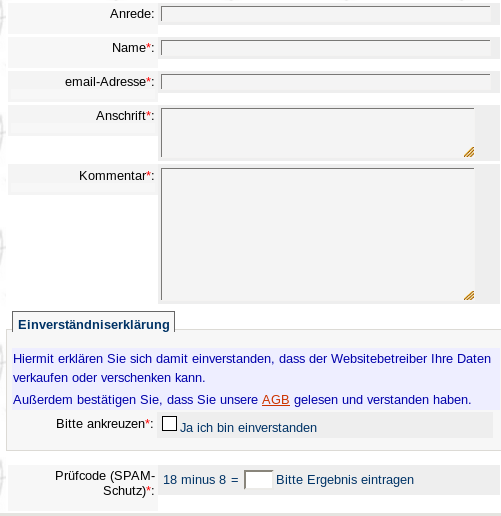 Anrede:
Name*:
email-Adresse*:
Anschrift*:
Kommentar*:
Einverständniserklärung
Hiermit erklären Sie sich damit einverstanden, dass der Websitebetreiber Ihre Daten
verkaufen oder verschenken kann.
Außerdem bestätigen Sie, dass Sie unsere AGB gelesen und verstanden haben.
Bitte ankreuzen*: Ja ich bin einverstanden
Prüfcode (SPAM-
Schutz)*: 18 minus 8 = Bitte Ergebnis eintragen